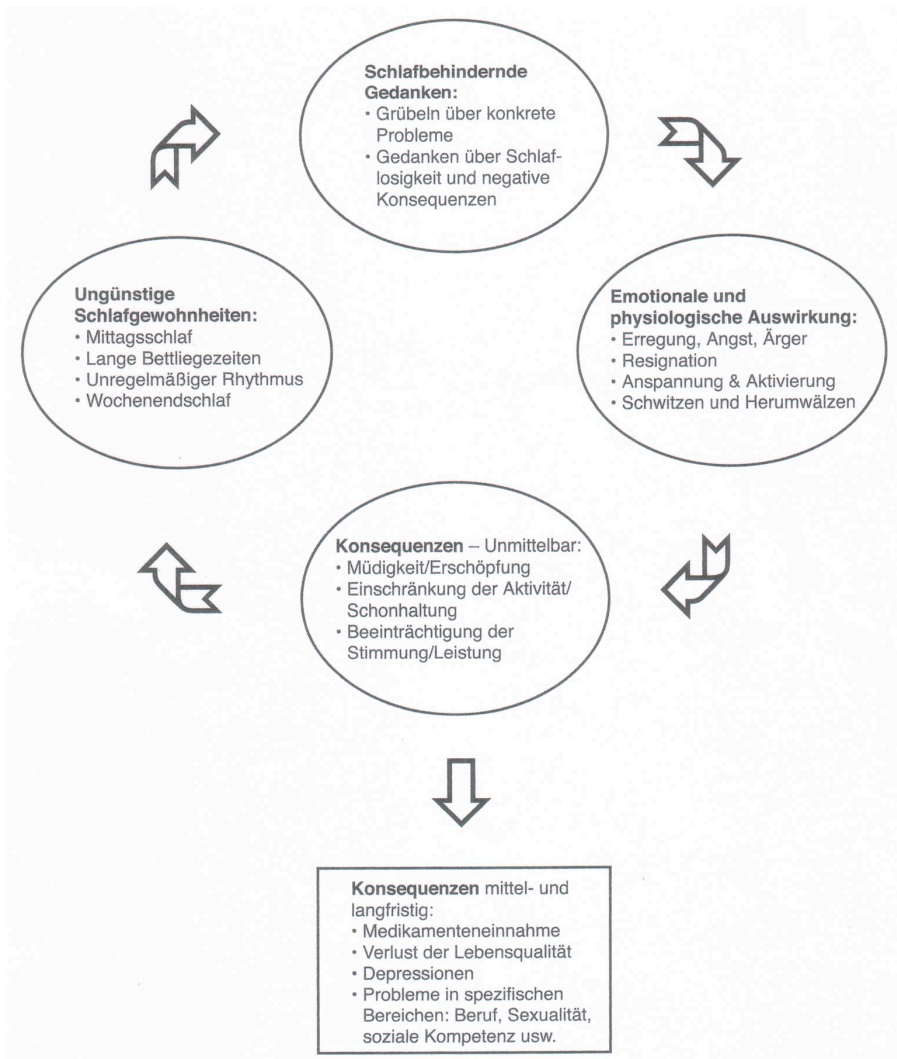 Schlafbehindernde
Gedanken:
• Grübeln über konkrete
Probleme
• Gedanken über Schlaf-
losigkeit und negative
Konsequenzen
Ungünstige
Schlafgewohnheiten:
• Mittagsschlaf
• Lange Bettliegezeiten
• Unregelmäßiger Rhythmus
• Wochenendschlaf
Emotionale und
physiologische Auswirkung:
• Erregung, Angst, Ärger
• Resignation
• Anspannung & Aktivierung
• Schwitzen und Herumwälzen
Konsequenzen – Unmittelbar:
• Müdigkeit/Erschöpfung
• Einschränkung der Aktivität/
Schonhaltung
• Beeinträchtigung der
Stimmung/Leistung
Konsequenzen mittel- und
langfristig:
• Medikamenteneinnahme
• Verlust der Lebensqualität
• Depressionen
• Probleme in spezifischen
Bereichen: Beruf, Sexualität,
soziale Kompetenz usw.